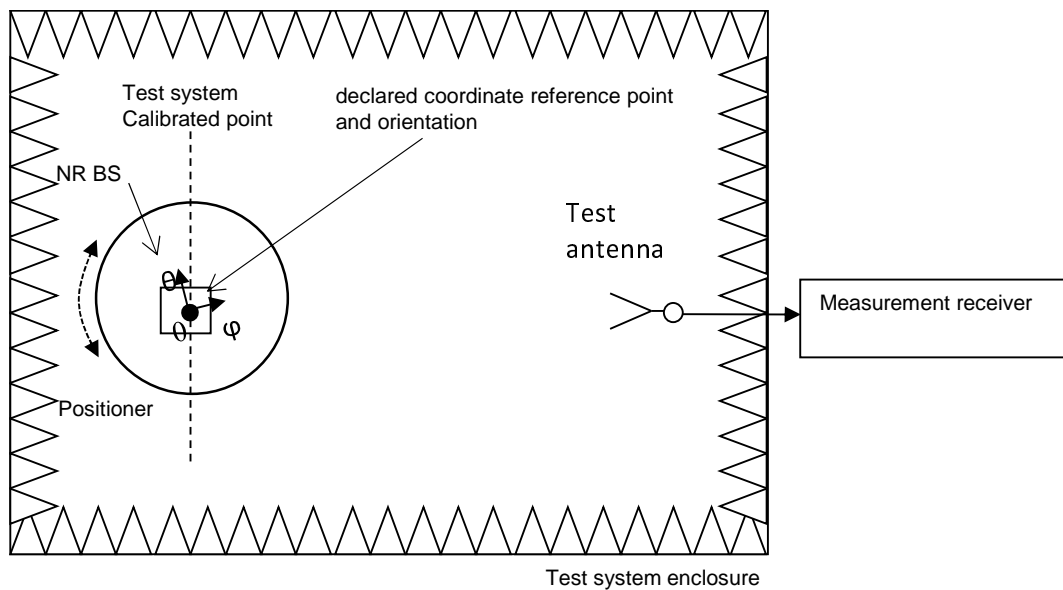 Test system
Calibrated point
declared coordinate reference point
and orientation
NR BS
Test
antenna
Measurement receiver
θ
θ
φ
Positioner
Test system enclosure